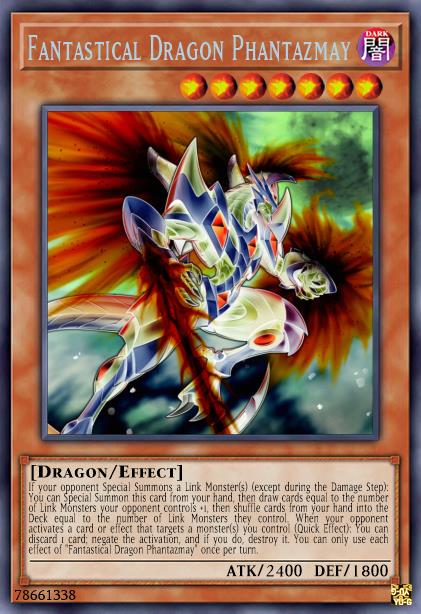 FANTASTICAL DRAGON PHANTAZMAY
DARK
闇
[DRAGON/EFFECT]
If your opponent Special Summons a Link Monster(s) (except during the Damage Step):
You can Special Summon this card from your hand, then draw cards equal to the number
of Link Monsters your opponent controls +1, then shuffle cards from your hand into the
Deck equal to the number of Link Monsters they control. When your opponent
activates a card or effect that targets a monster(s) you control (Quick Effect): You can
discard 1 card; negate the activation, and if you do, destroy it. You can only use each
effect of "Fantastical Dragon Phantazmay" once per turn.
ATK/2400 DEF/1800
78661338